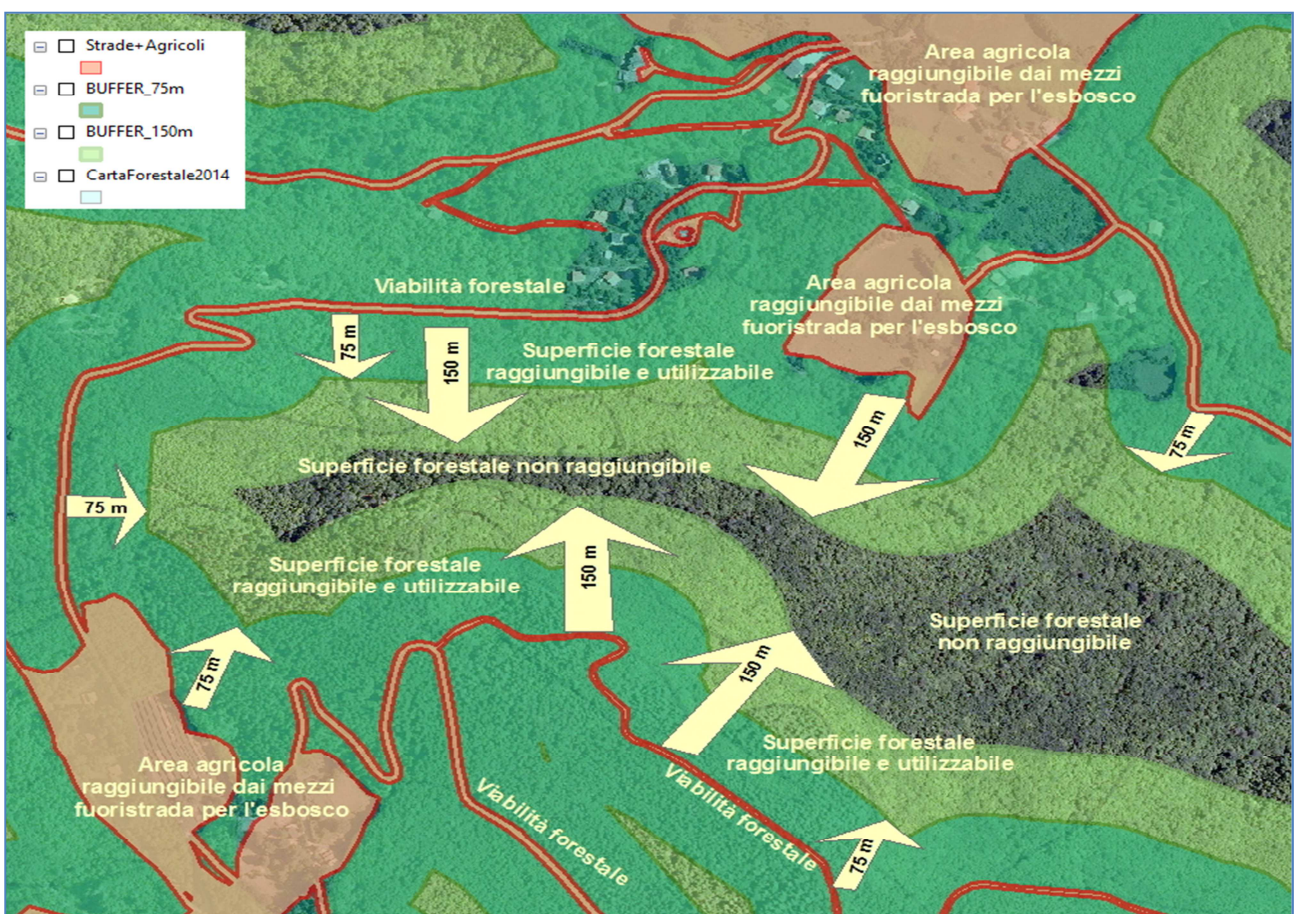 Strade+Agricoli
BUFFER_75m
BUFFER_150m
CartaForestale2014
Area agricola
raggiungibile dai mezzi
fuoristrada per l'esbosco
Viabilità forestale
Area agricola
raggiungibile dai mezzi
fuoristrada per l'esbosco
75 m
150 m
Superficie forestale
raggiungibile e utilizzabile
150 m
75 m
Superficie forestale non raggiungibile
75 m
Superficie forestale
raggiungibile e utilizzabile
150 m
Superficie forestale
non raggiungibile
75 m
150 m
Superficie forestale
raggiungibile e utilizzabile
Area agricola
raggiungibile dai mezzi
fuoristrada per l'esbosco
Viabilità forestale
Viabilità forestale
75 m